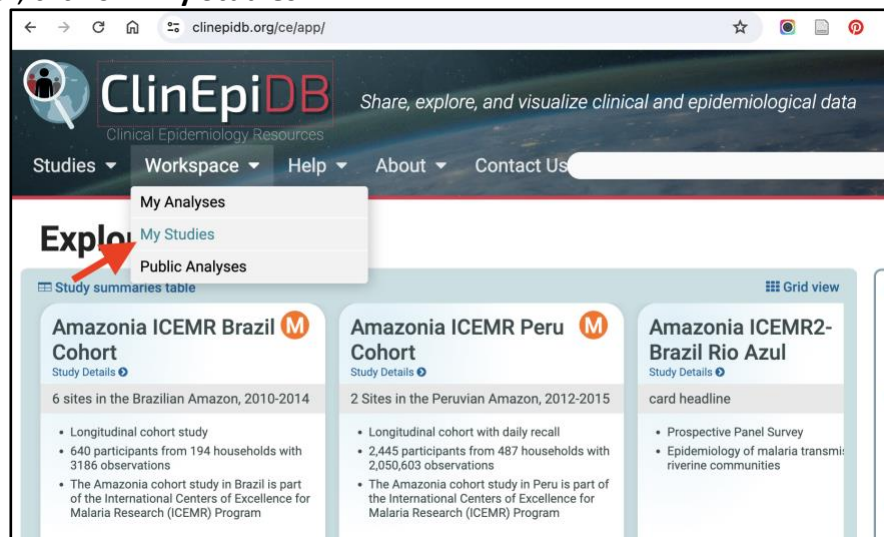 My Studies
clinepidb.org/ce/app/
ClinEpiDB
Share, explore, and visualize clinical and epidemiological data
Clinical Epidemiology Resources
Studies Workspace Help About Contact Us
My Analyses
My Studies
Public Analyses
Explo
Study summaries table
Grid view
Amazonia ICEMR Brazil M
Cohort
Study Details
6 sites in the Brazilian Amazon, 2010-2014
• Longitudinal cohort study
• 640 participants from 194 households with
3186 observations
• The Amazonia cohort study in Brazil is part
of the International Centers of Excellence for
Malaria Research (ICEMR) Program
Amazonia ICEMR Peru M
Cohort
Study Details
2 Sites in the Peruvian Amazon, 2012-2015
• Longitudinal cohort with daily recall
• 2,445 participants from 487 households with
2,050,603 observations
• The Amazonia cohort study in Peru is part of
the International Centers of Excellence for
Malaria Research (ICEMR) Program
Amazonia ICEMR2-
Brazil Rio Azul
Study Details
card headline
• Prospective Panel Survey
• Epidemiology of malaria transmi
riverine communities